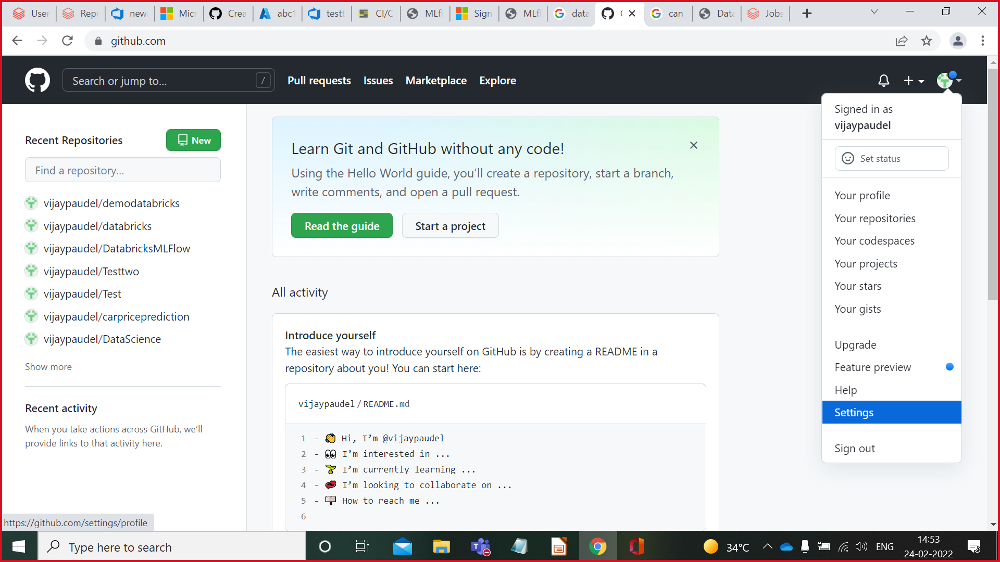 User
Repo
new
Micr
Crea
abc1
testt
CI/C
MLfl
Sign
MLfl
data
can
Data
Jobs
github.com
Search or jump to...
/
Pull requests
Issues
Marketplace
Explore
Signed in as
vijaypaudel
Set status
Your profile
Your repositories
Your codespaces
Your projects
Your stars
Your gists
Upgrade
Feature preview
Help
Settings
Sign out
Recent Repositories
New
Find a repository...
vijaypaudel/demodatabricks
vijaypaudel/databricks
vijaypaudel/DatabricksMLFlow
vijaypaudel/Testtwo
vijaypaudel/Test
vijaypaudel/carpriceprediction
vijaypaudel/DataScience
Show more
Recent activity
When you take actions across GitHub, we’ll
provide links to that activity here.
Learn Git and GitHub without any code!
Using the Hello World guide, you’ll create a repository, start a branch,
write comments, and open a pull request.
Read the guide
Start a project
All activity
Introduce yourself
The easiest way to introduce yourself on GitHub is by creating a README in a
repository about you! You can start here:
vijaypaudel / README.md
1 - 👋 Hi, I’m @vijaypaudel
2 - 👀 I’m interested in ...
3 - 🌱 I’m currently learning ...
4 - 💞️ I’m looking to collaborate on ...
5 - 📫 How to reach me ...
6
https://github.com/settings/profile
Type here to search
34°C
ENG
14:53
24-02-2022